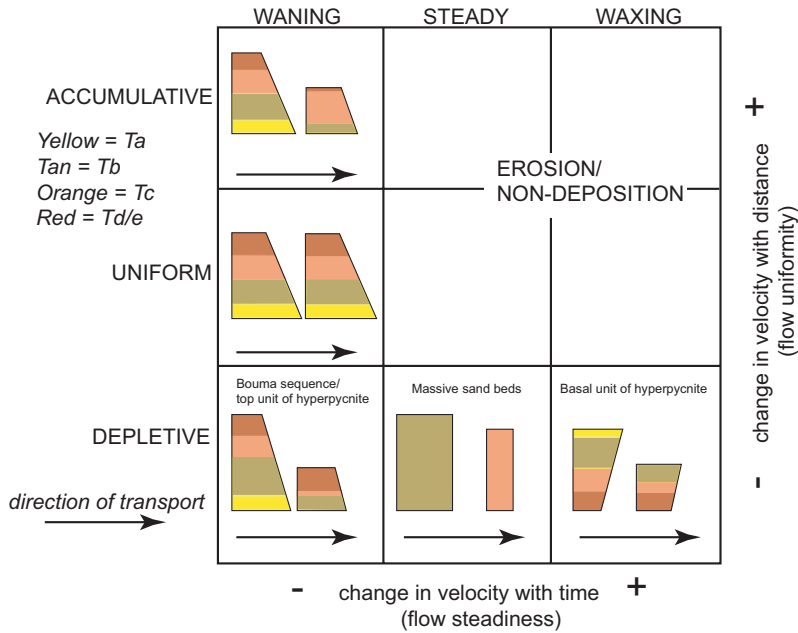 WANING
STEADY
WAXING
ACCUMULATIVE
Yellow = Ta
Tan = Tb
Orange = Tc
Red = Td/e
EROSION/
NON-DEPOSITION
UNIFORM
Bouma sequence/
top unit of hyperpycnite
Massive sand beds
Basal unit of hyperpycnite
DEPLETIVE
direction of transport
+
change in velocity with distance
(flow uniformity)
-
- change in velocity with time +
(flow steadiness)